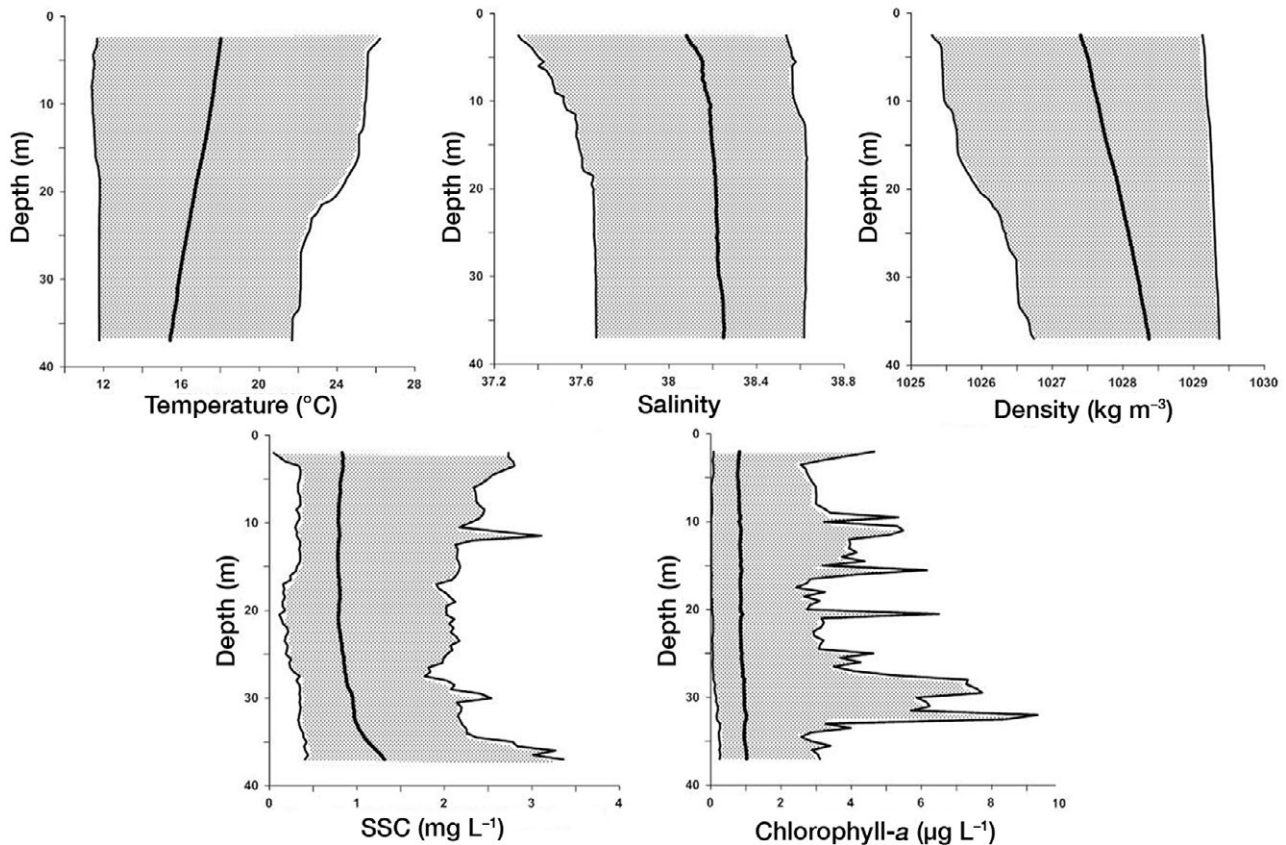 0
10
20
30
40
Depth (m)
12 16 20 24 28
Temperature (°C)
0
10
20
30
40
Depth (m)
37.2 37.6 38 38.4 38.8
Salinity
0
10
20
30
40
Depth (m)
1025 1026 1027 1028 1029 1030
Density (kg m⁻³)
0
10
20
30
40
Depth (m)
0 1 2 3 4
SSC (mg L⁻¹)
0
10
20
30
40
Depth (m)
0 2 4 6 8 10
Chlorophyll-a (µg L⁻¹)